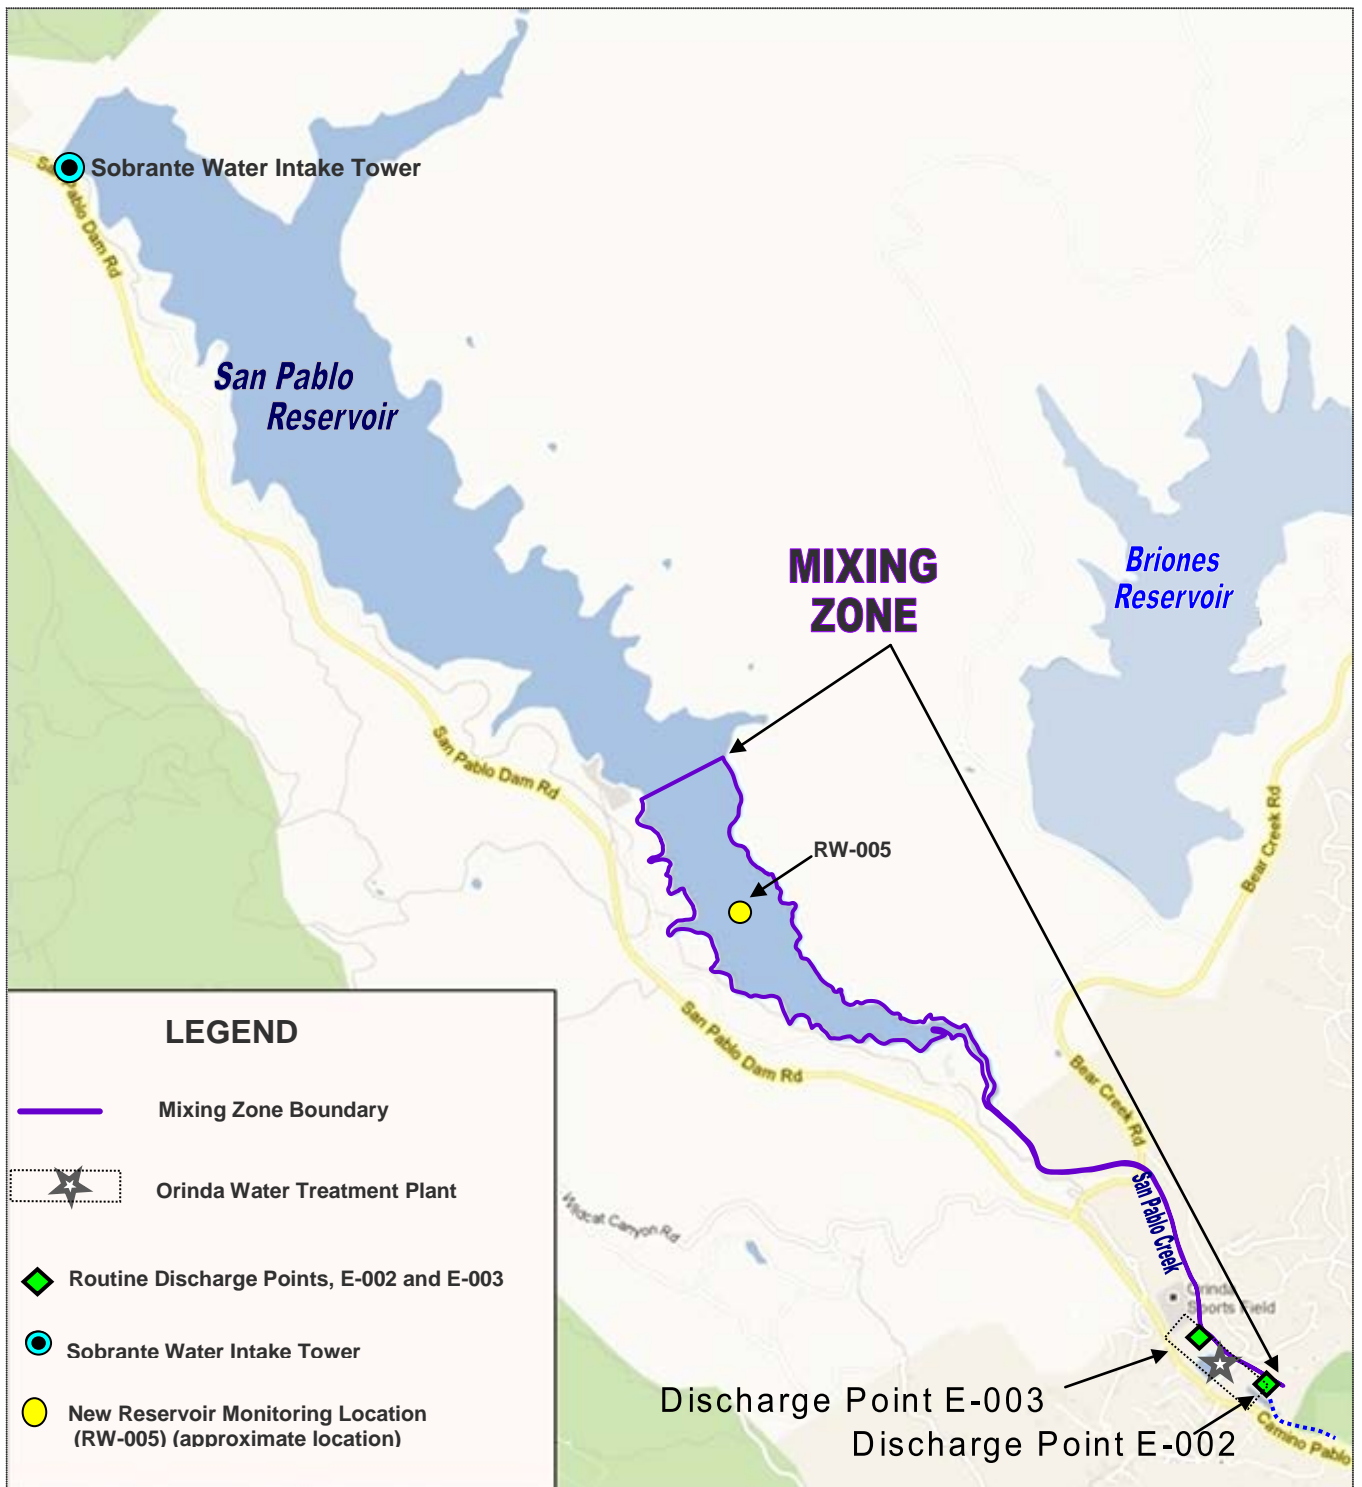 Sobrante Water Intake Tower
San Pablo Dam Rd
San Pablo
Reservoir
MIXING
ZONE
Briones
Reservoir
San Pablo Dam Rd
Bear Creek Rd
RW-005
San Pablo Dam Rd
Bear Creek Rd
San Pablo Creek
Wildcat Canyon Rd
Orinda
Sports Field
Discharge Point E-003
Discharge Point E-002
Camino Pablo
LEGEND
Mixing Zone Boundary
Orinda Water Treatment Plant
Routine Discharge Points, E-002 and E-003
Sobrante Water Intake Tower
New Reservoir Monitoring Location
(RW-005) (approximate location)